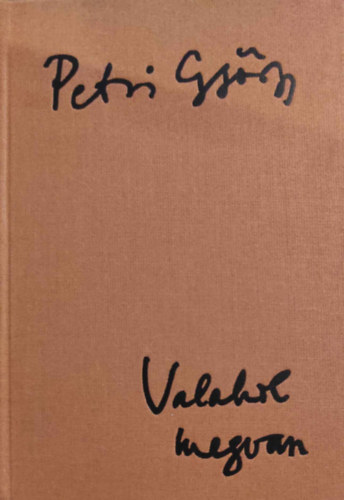 Petri György
Valahol
megvan